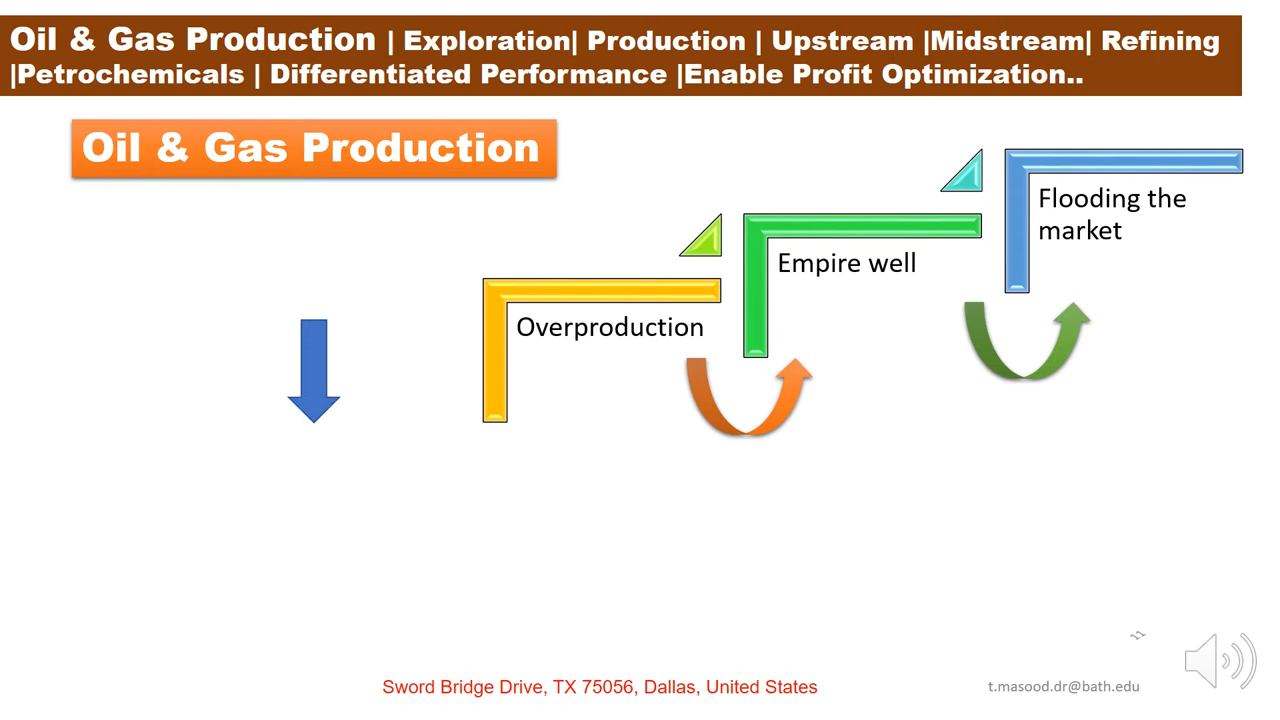 Oil & Gas Production | Exploration| Production | Upstream |Midstream| Refining
|Petrochemicals | Differentiated Performance |Enable Profit Optimization..
Oil & Gas Production
Flooding the
market
Empire well
Overproduction
Sword Bridge Drive, TX 75056, Dallas, United States
t.masood.dr@bath.edu